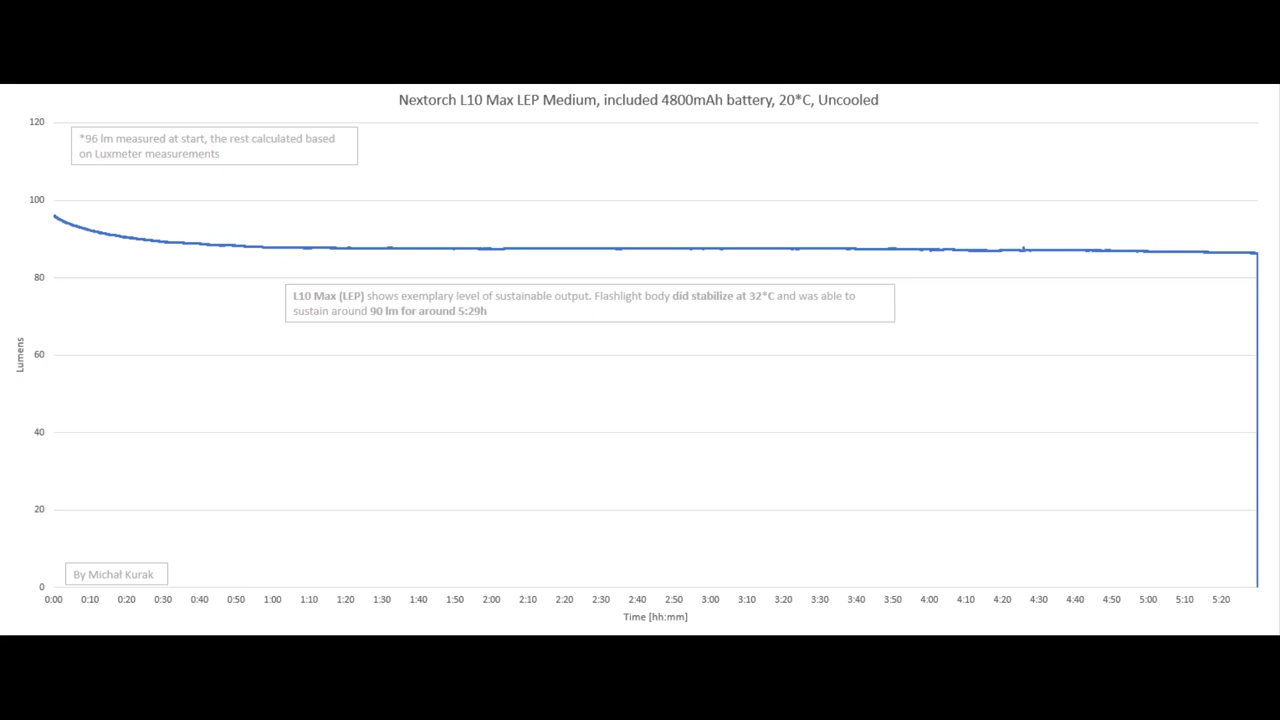 Nextorch L10 Max LEP Medium, included 4800mAh battery, 20*C, Uncooled
120
*96 lm measured at start, the rest calculated based
on Luxmeter measurements
100
80
L10 Max (LEP) shows exemplary level of sustainable output. Flashlight body did stabilize at 32*C and was able to
sustain around 90 lm for around 5:29h
Lumens
60
40
20
By Michał Kurak
0
0:00 0:10 0:20 0:30 0:40 0:50 1:00 1:10 1:20 1:30 1:40 1:50 2:00 2:10 2:20 2:30 2:40 2:50 3:00 3:10 3:20 3:30 3:40 3:50 4:00 4:10 4:20 4:30 4:40 4:50 5:00 5:10 5:20
Time [hh:mm]